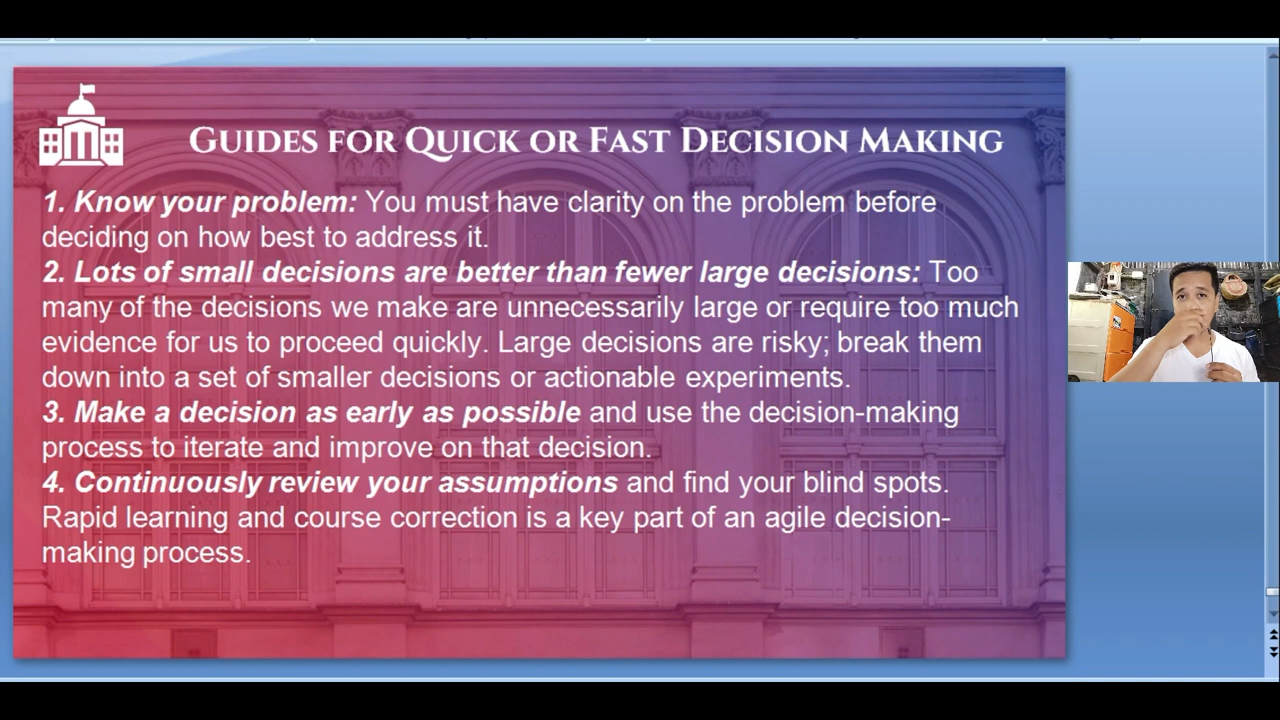 GUIDES FOR QUICK OR FAST DECISION MAKING
1. Know your problem: You must have clarity on the problem before
deciding on how best to address it.
2. Lots of small decisions are better than fewer large decisions: Too
many of the decisions we make are unnecessarily large or require too much
evidence for us to proceed quickly. Large decisions are risky; break them
down into a set of smaller decisions or actionable experiments.
3. Make a decision as early as possible and use the decision-making
process to iterate and improve on that decision.
4. Continuously review your assumptions and find your blind spots.
Rapid learning and course correction is a key part of an agile decision-
making process.